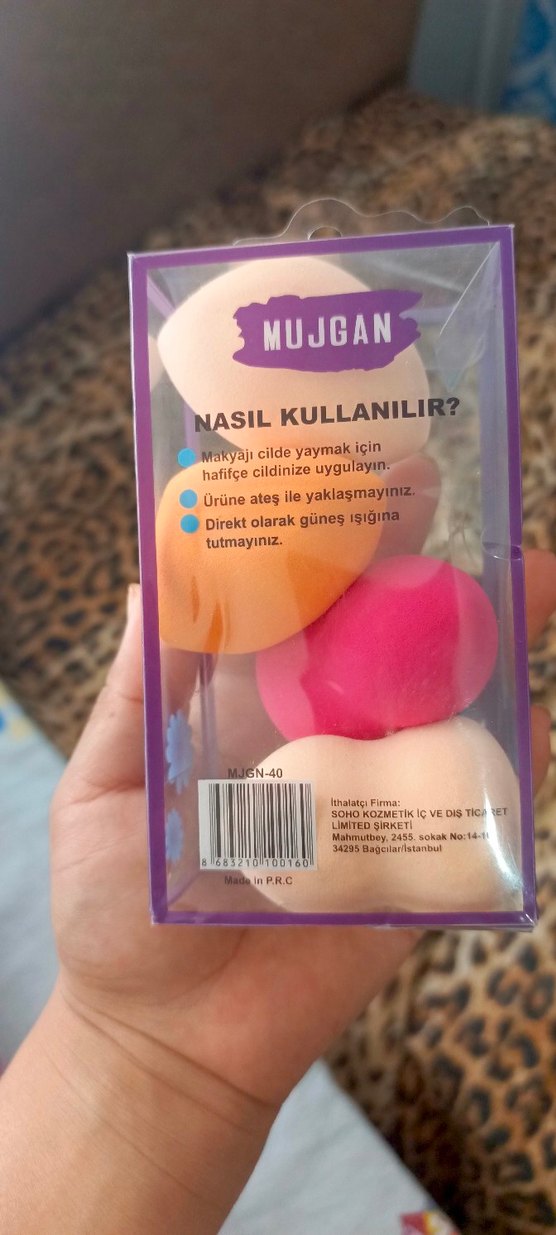 MUJGAN
NASIL KULLANILIR?
Makyajı cilde yaymak için
hafifçe cildinize uygulayın.
Ürüne ateş ile yaklaşmayınız.
Direkt olarak güneş ışığına
tutmayınız.
MJGN-40
8 683210 100160
Made in P.R.C
İthalatçı Firma:
SOHO KOZMETİK İÇ VE DIŞ TİCARET
LİMİTED ŞİRKETİ
Mahmutbey, 2455. sokak
34295 Bağcılar/İstanbul